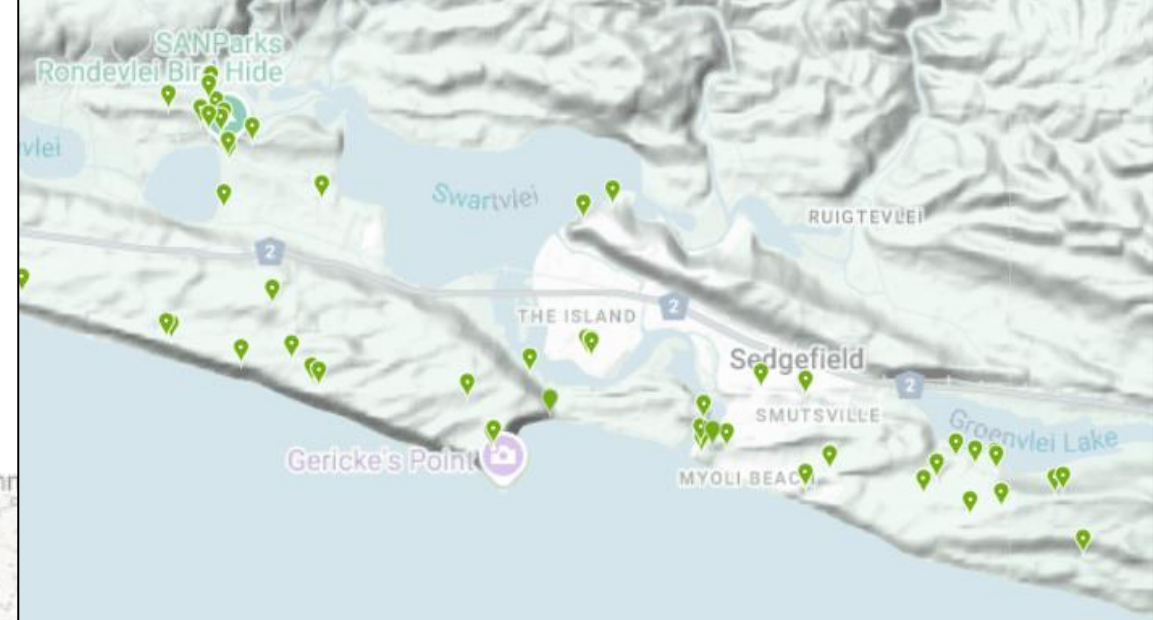 SANParks
Rondevlei Bird Hide
vlei
Swartvlei
RUIGTEVLEI
2
THE ISLAND
2
Sedgefield
2
SMUTSVILLE
Groenvlei Lake
Gericke's Point
MYOLI BEACH